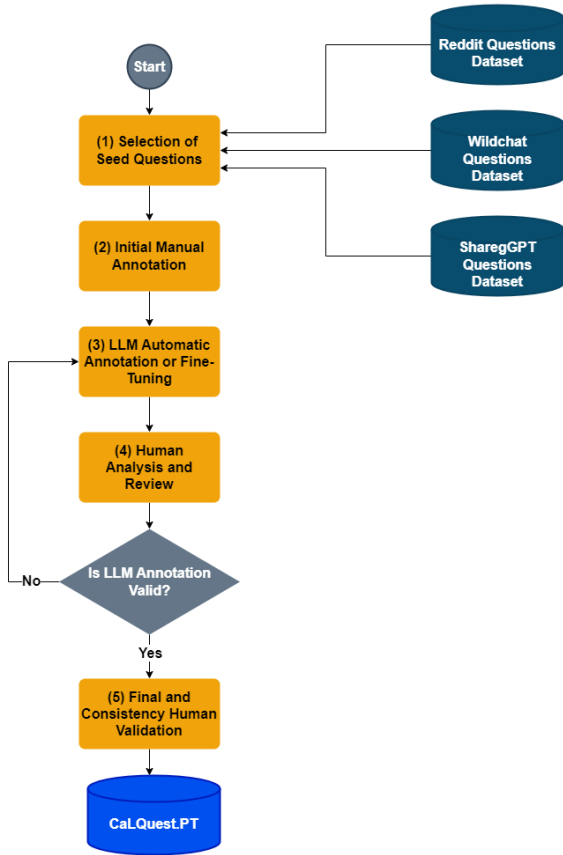 Start
Reddit Questions
Dataset
(1) Selection of
Seed Questions
Wildchat
Questions
Dataset
(2) Initial Manual
Annotation
SharegGPT
Questions
Dataset
(3) LLM Automatic
Annotation or Fine-
Tuning
(4) Human
Analysis and
Review
Is LLM Annotation
Valid?
No
Yes
(5) Final and
Consistency Human
Validation
CaLQuest.PT